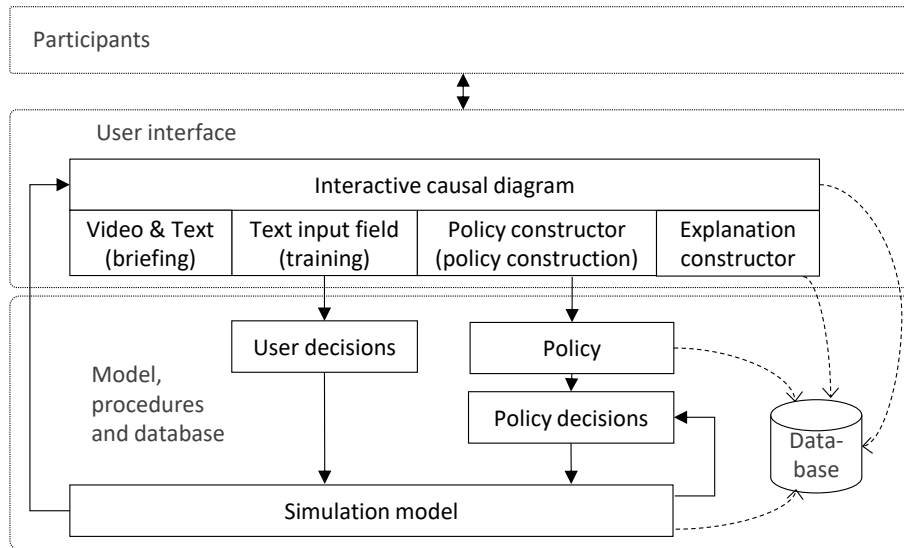 Participants
User interface
Interactive causal diagram
Video & Text
(briefing)
Text input field
(training)
Policy constructor
(policy construction)
Explanation
constructor
User decisions
Policy
Model,
procedures
and database
Policy decisions
Data-
base
Simulation model